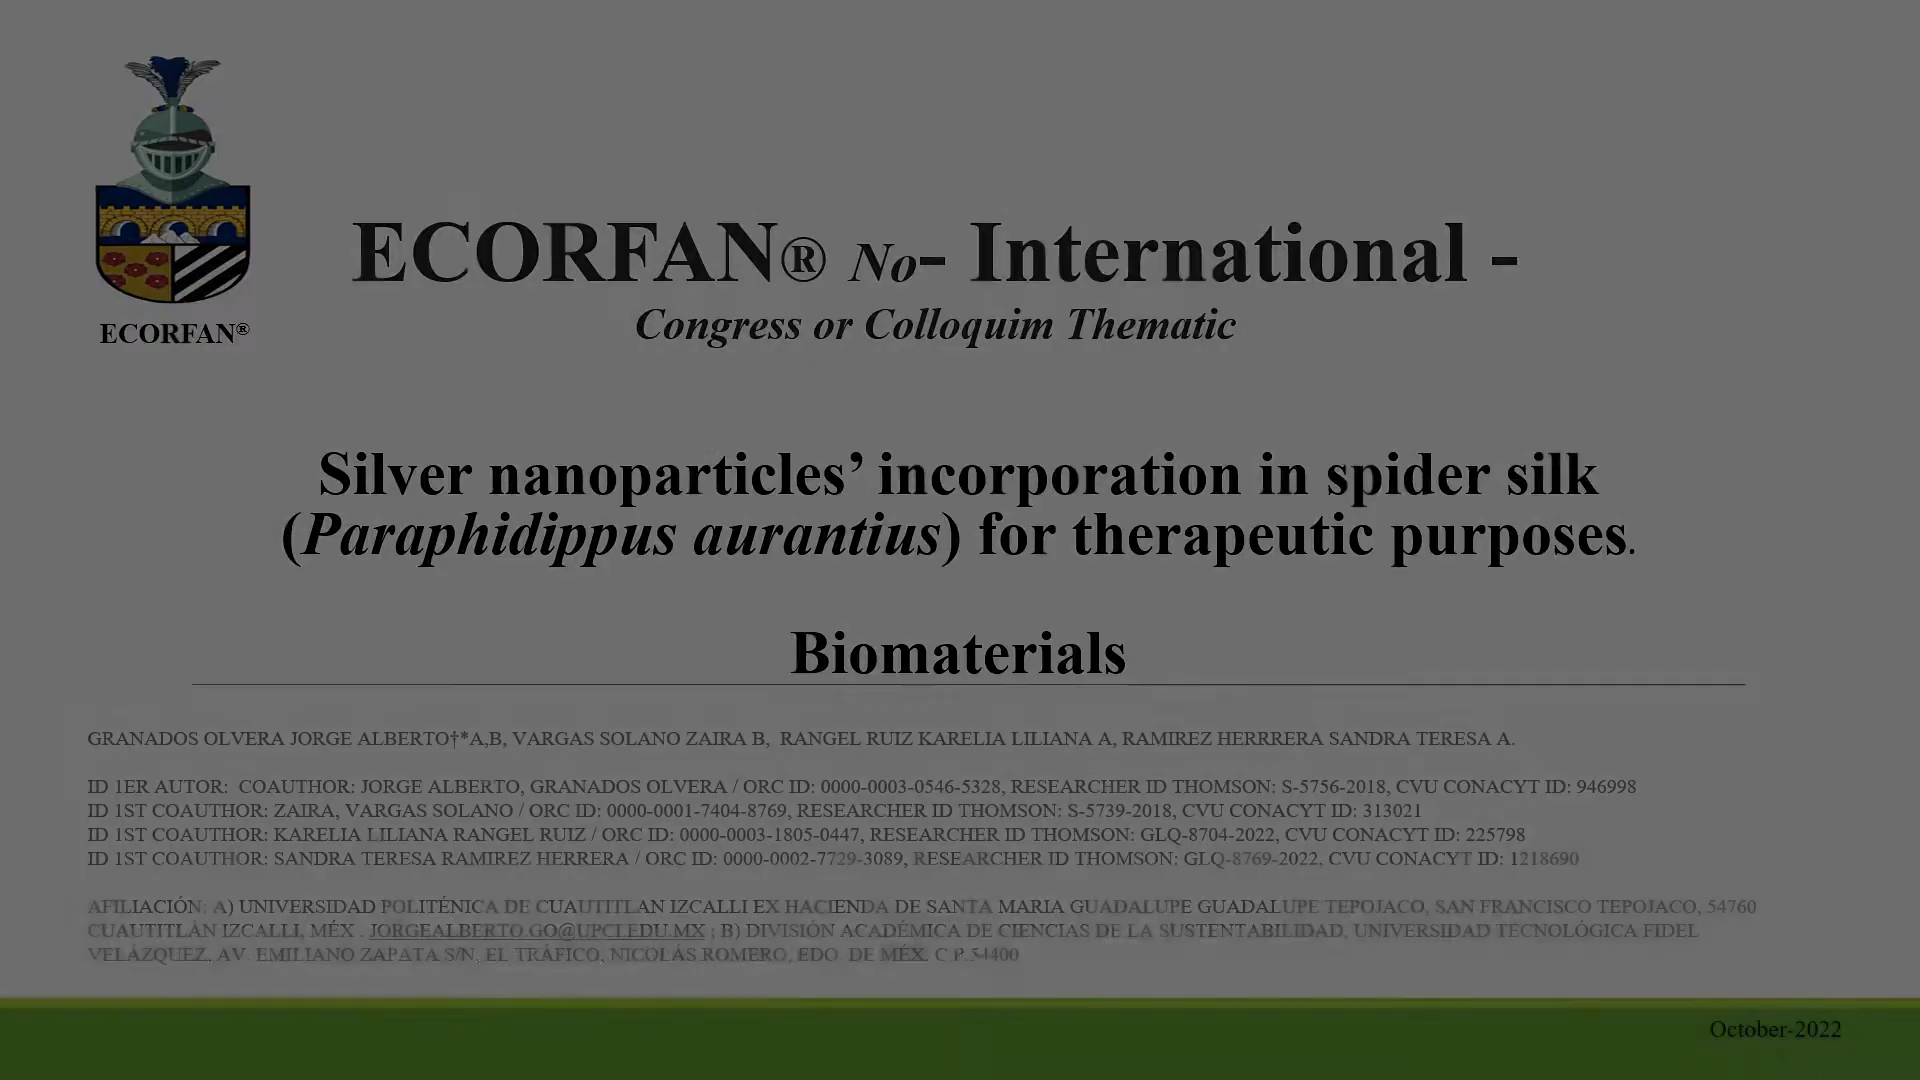 ECORFAN®
ECORFAN® No- International -
Congress or Colloquim Thematic
Silver nanoparticles’ incorporation in spider silk
(Paraphidippus aurantius) for therapeutic purposes.
Biomaterials
GRANADOS OLVERA JORGE ALBERTO†*A,B, VARGAS SOLANO ZAIRA B, RANGEL RUIZ KARELIA LILIANA A, RAMIREZ HERRRERA SANDRA TERESA A.
ID 1ER AUTOR: COAUTHOR: JORGE ALBERTO, GRANADOS OLVERA / ORC ID: 0000-0003-0546-5328, RESEARCHER ID THOMSON: S-5756-2018, CVU CONACYT ID: 946998
ID 1ST COAUTHOR: ZAIRA, VARGAS SOLANO / ORC ID: 0000-0001-7404-8769, RESEARCHER ID THOMSON: S-5739-2018, CVU CONACYT ID: 313021
ID 1ST COAUTHOR: KARELIA LILIANA RANGEL RUIZ / ORC ID: 0000-0003-1805-0447, RESEARCHER ID THOMSON: GLQ-8704-2022, CVU CONACYT ID: 225798
ID 1ST COAUTHOR: SANDRA TERESA RAMIREZ HERRERA / ORC ID: 0000-0002-7729-3089, RESEARCHER ID THOMSON: GLQ-8769-2022, CVU CONACYT ID: 1218690
AFILIACIÓN: A) UNIVERSIDAD POLITÉNICA DE CUAUTITLAN IZCALLI EX HACIENDA DE SANTA MARIA GUADALUPE GUADALUPE TEPOJACO, SAN FRANCISCO TEPOJACO, 54760
CUAUTITLÁN IZCALLI, MÉX . JORGEALBERTO.GO@UPCI.EDU.MX ; B) DIVISIÓN ACADÉMICA DE CIENCIAS DE LA SUSTENTABILIDAD, UNIVERSIDAD TECNOLÓGICA FIDEL
VELÁZQUEZ, AV. EMILIANO ZAPATA S/N, EL TRÁFICO, NICOLÁS ROMERO, EDO. DE MÉX. C.P.54400
October-2022